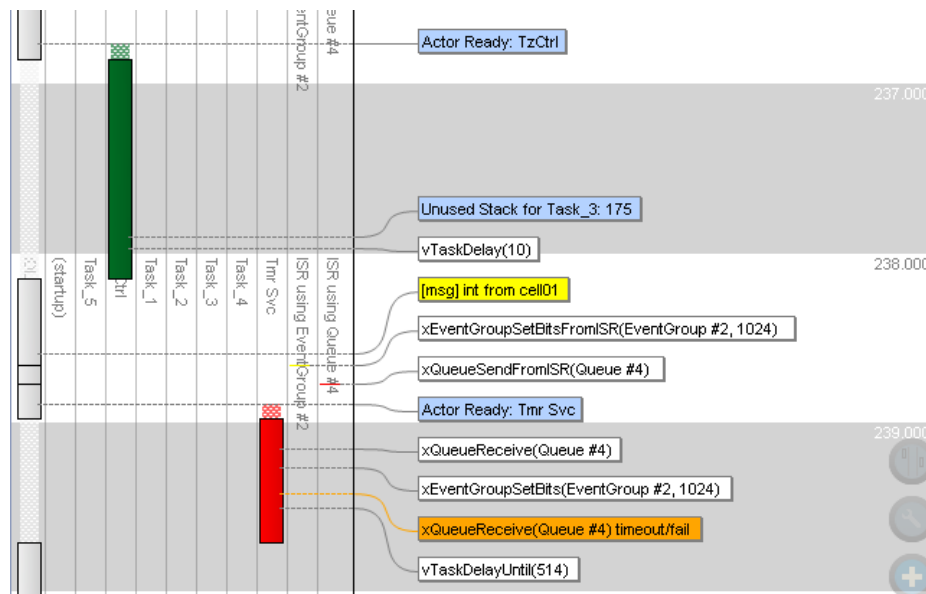 EventGroup #2
Queue #4
Actor Ready: TzCtrl
237.000
Unused Stack for Task_3: 175
vTaskDelay(10)
238.000
(startup)
Task_5
Ctrl
Task_1
Task_2
Task_3
Task_4
Tmr Svc
ISR using EventGroup #2
ISR using Queue #4
[msg] int from cell01
xEventGroupSetBitsFromISR(EventGroup #2, 1024)
xQueueSendFromISR(Queue #4)
Actor Ready: Tmr Svc
239.000
xQueueReceive(Queue #4)
xEventGroupSetBits(EventGroup #2, 1024)
xQueueReceive(Queue #4) timeout/fail
vTaskDelayUntil(514)